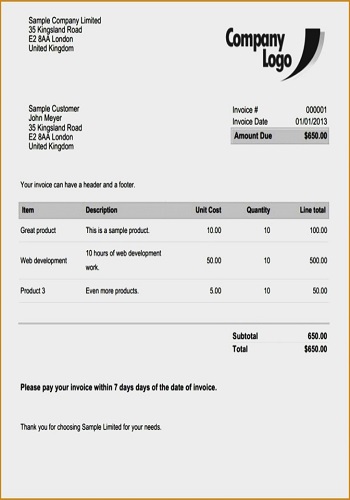 Sample Company Limited
35 Kingsland Road
E2 8AA London
United Kingdom
Company
Logo
Sample Customer
John Meyer
35 Kingsland Road
E2 8AA London
United Kingdom
Invoice # 000001
Invoice Date 01/01/2013
Amount Due $650.00
Your invoice can have a header and a footer.
Item Description Unit Cost Quantity Line total
Great product This is a sample product. 10.00 10 100.00
Web development 10 hours of web development work. 50.00 10 500.00
Product 3 Even more products. 5.00 10 50.00
Subtotal 650.00
Total $650.00
Please pay your invoice within 7 days days of the date of invoice.
Thank you for choosing Sample Limited for your needs.